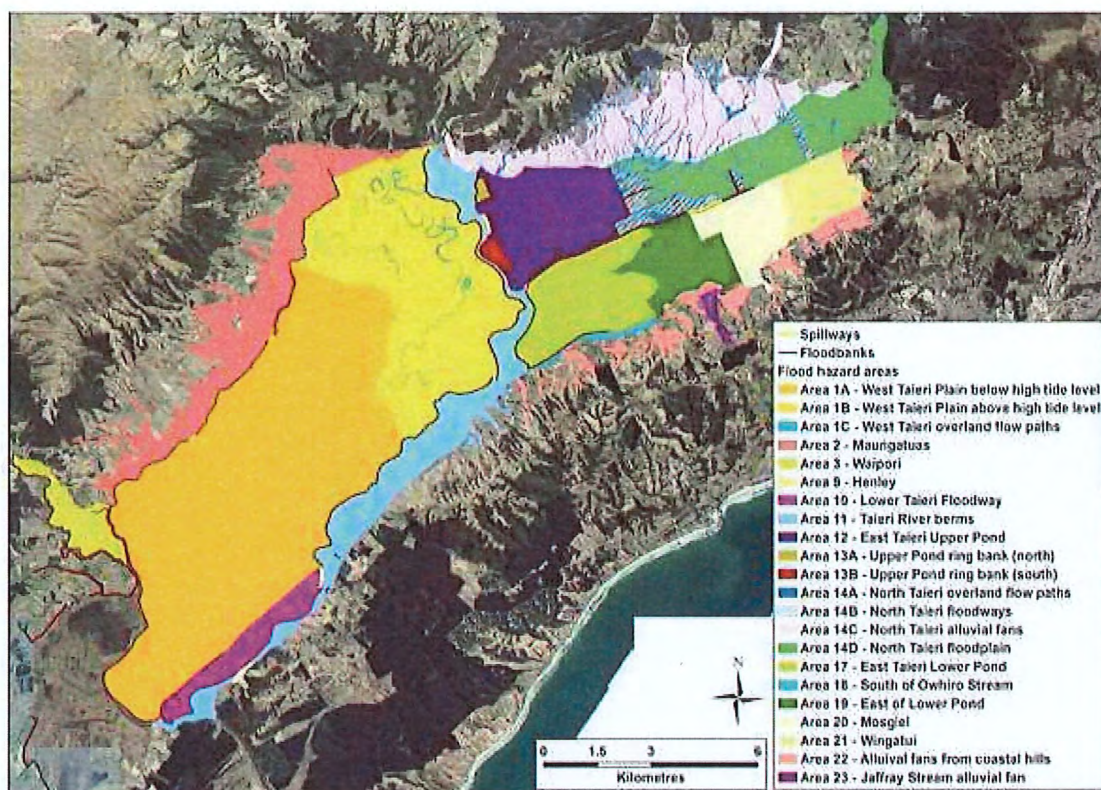 Spillways
Floodbanks
Flood hazard areas
Area 1A - West Taieri Plain below high tide level
Area 1B - West Taieri Plain above high tide level
Area 1C - West Taieri overland flow paths
Area 2 - Maungatuas
Area 3 - Waipori
Area 9 - Henley
Area 10 - Lower Taieri Floodway
Area 11 - Taieri River berms
Area 12 - East Taieri Upper Pond
Area 13A - Upper Pond ring bank (north)
Area 13B - Upper Pond ring bank (south)
Area 14A - North Taieri overland flow paths
Area 14B - North Taieri floodways
Area 14C - North Taieri alluvial fans
Area 14D - North Taieri floodplain
Area 17 - East Taieri Lower Pond
Area 18 - South of Owhiro Stream
Area 19 - East of Lower Pond
Area 20 - Mosgiel
Area 21 - Wingatui
Area 22 - Alluival fans from coastal hills
Area 23 - Jaffray Stream alluvial fan
N
0 1.5 3 6
Kilometres